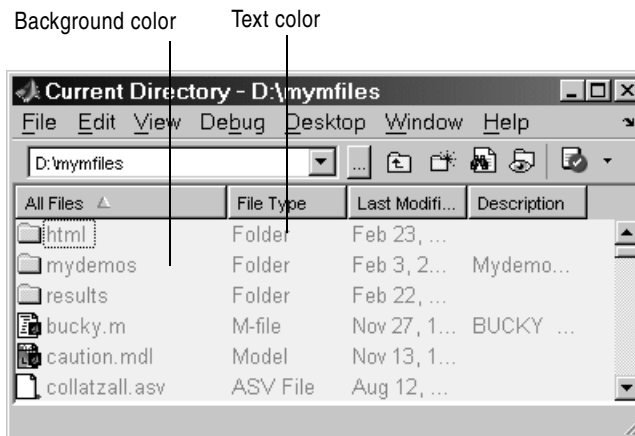 Background color Text color
Current Directory - D:\mymfiles
File Edit View Debug Desktop Window Help
D:\mymfiles ...
All Files File Type Last Modifi... Description
html Folder Feb 23, ...
mydemos Folder Feb 3, 2... Mydemo...
results Folder Feb 22, ...
bucky.m M-file Nov 27, 1... BUCKY ...
caution.mdl Model Nov 13, 1...
collatzall.asv ASV File Aug 12, ...